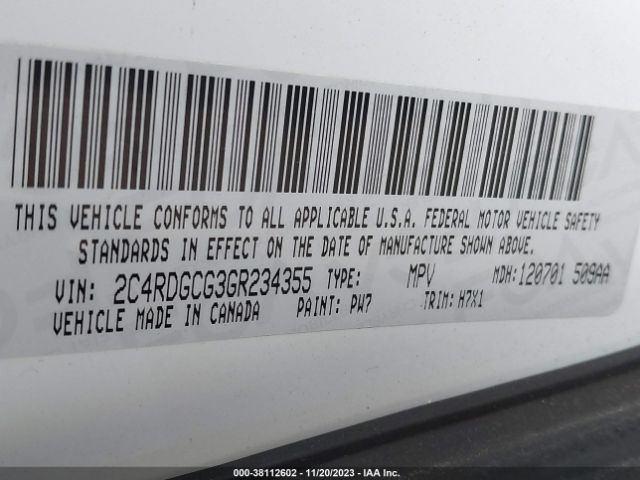 THIS VEHICLE CONFORMS TO ALL APPLICABLE U.S.A. FEDERAL MOTOR VEHICLE SAFETY
STANDARDS IN EFFECT ON THE DATE OF MANUFACTURE SHOWN ABOVE.
VIN: 2C4RDGCG3GR234355 TYPE: MPV MDH:120701 509AA
VEHICLE MADE IN CANADA PAINT: PW7 TRIM: H7X1
000-38112602 - 11/20/2023 - IAA Inc.